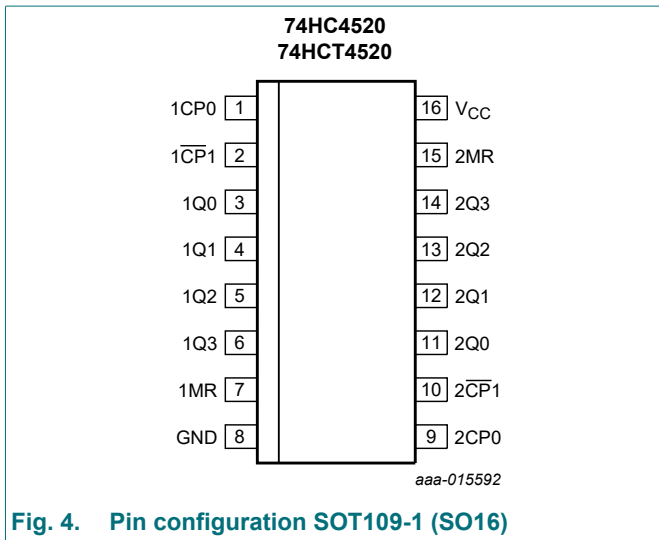 74HC4520
74HCT4520
1CP0 1 16 VCC
1C̅P̅1 2 15 2MR
1Q0 3 14 2Q3
1Q1 4 13 2Q2
1Q2 5 12 2Q1
1Q3 6 11 2Q0
1MR 7 10 2C̅P̅1
GND 8 9 2CP0
aaa-015592
Fig. 4. Pin configuration SOT109-1 (SO16)